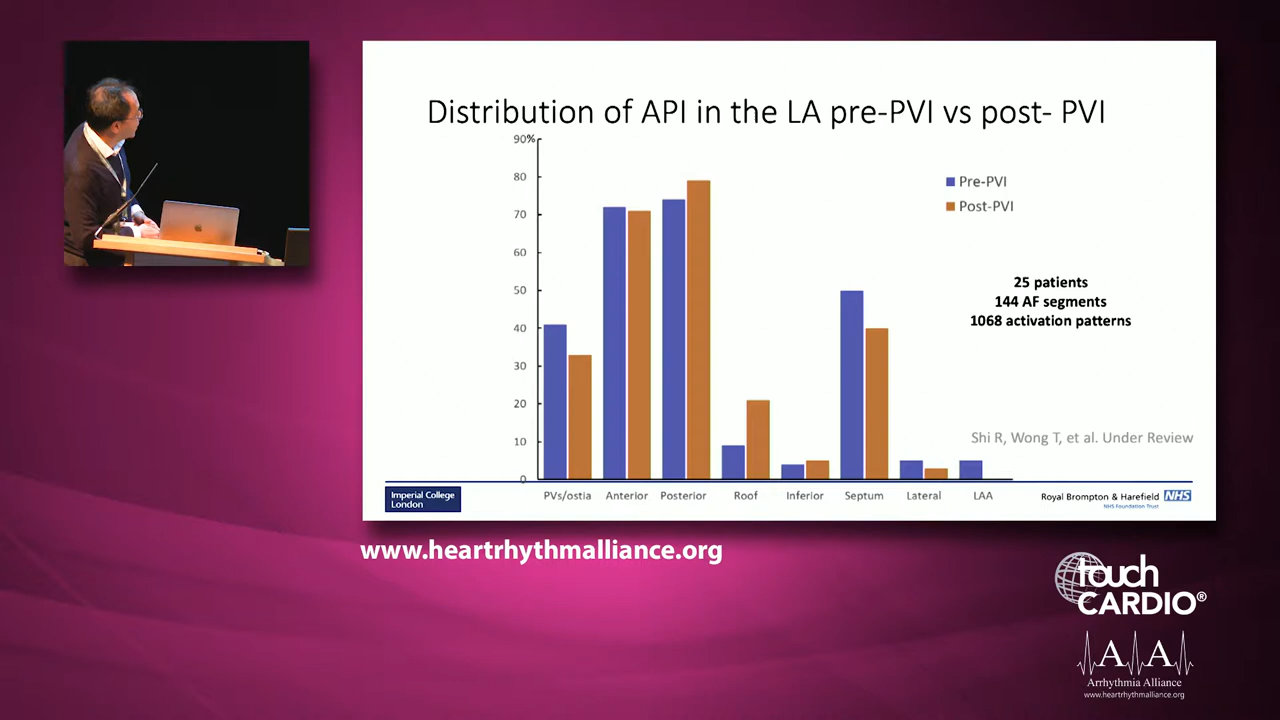 Distribution of API in the LA pre-PVI vs post- PVI
90%
80
70
60
50
40
30
20
10
0
Pre-PVI
Post-PVI
25 patients
144 AF segments
1068 activation patterns
Shi R, Wong T, et al. Under Review
PVs/ostia Anterior Posterior Roof Inferior Septum Lateral LAA
Imperial College
London
Royal Brompton & Harefield NHS
NHS Foundation Trust
www.heartrhythmalliance.org
touch
CARDIO®
A A
Arrhythmia Alliance
www.heartrhythmalliance.org